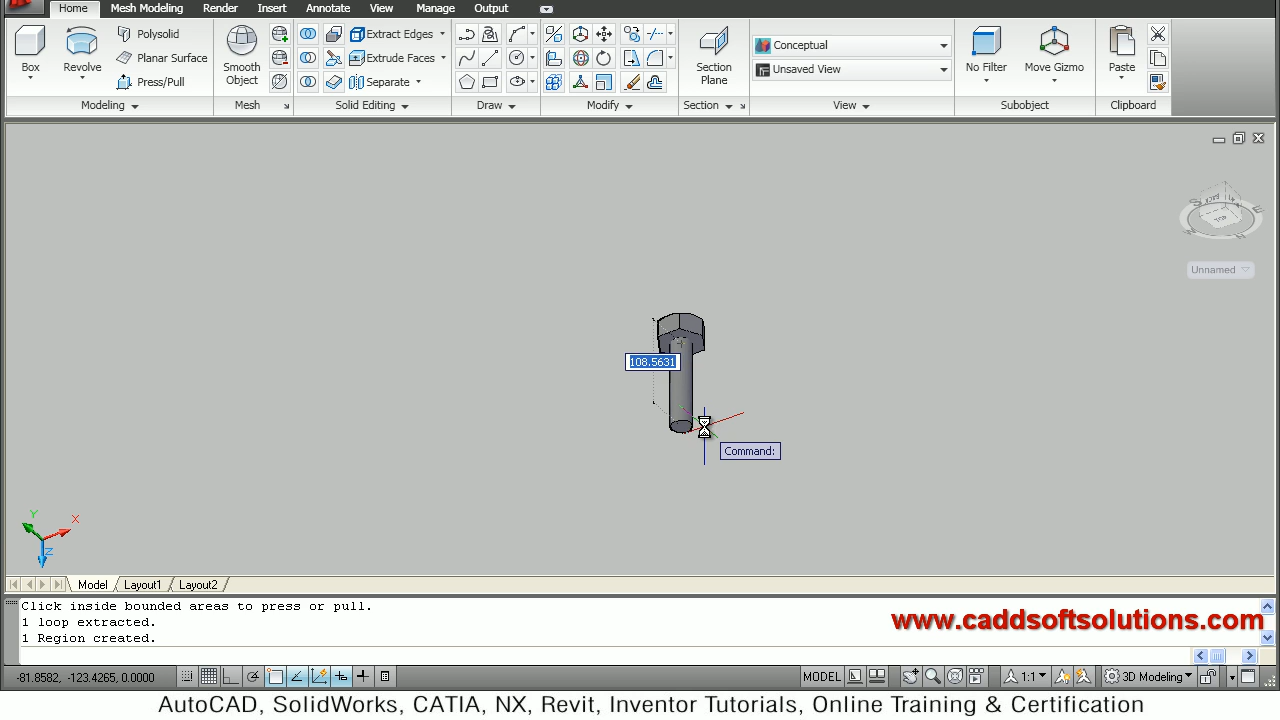 Home Mesh Modeling Render Insert Annotate View Manage Output
Polysolid Extract Edges
Planar Surface Extrude Faces
Box Revolve Press/Pull Smooth Object Separate Section Plane
Conceptual
Unsaved View
No Filter Move Gizmo Paste
Modeling Mesh Solid Editing Draw Modify Section View Subobject Clipboard
Unnamed
108.5631
Command:
Y X
Z
Model Layout1 Layout2
Click inside bounded areas to press or pull.
1 loop extracted.
1 Region created.
www.caddsoftsolutions.com
-81.8582, -123.4265, 0.0000 MODEL 1:1 3D Modeling
AutoCAD, SolidWorks, CATIA, NX, Revit, Inventor Tutorials, Online Training & Certification